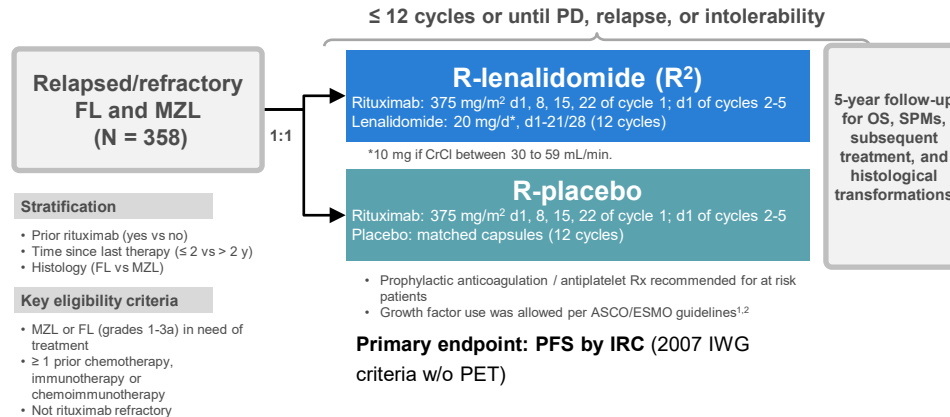 ≤ 12 cycles or until PD, relapse, or intolerability
Relapsed/refractory
FL and MZL
(N = 358)
1:1
R-lenalidomide (R²)
Rituximab: 375 mg/m² d1, 8, 15, 22 of cycle 1; d1 of cycles 2-5
Lenalidomide: 20 mg/d*, d1-21/28 (12 cycles)
*10 mg if CrCl between 30 to 59 mL/min.
R-placebo
Rituximab: 375 mg/m² d1, 8, 15, 22 of cycle 1; d1 of cycles 2-5
Placebo: matched capsules (12 cycles)
5-year follow-up
for OS, SPMs,
subsequent
treatment, and
histological
transformations
Stratification
• Prior rituximab (yes vs no)
• Time since last therapy (≤ 2 vs > 2 y)
• Histology (FL vs MZL)
Key eligibility criteria
• MZL or FL (grades 1-3a) in need of
treatment
• ≥ 1 prior chemotherapy,
immunotherapy or
chemoimmunotherapy
• Not rituximab refractory
• Prophylactic anticoagulation / antiplatelet Rx recommended for at risk
patients
• Growth factor use was allowed per ASCO/ESMO guidelines¹,²
Primary endpoint: PFS by IRC (2007 IWG
criteria w/o PET)